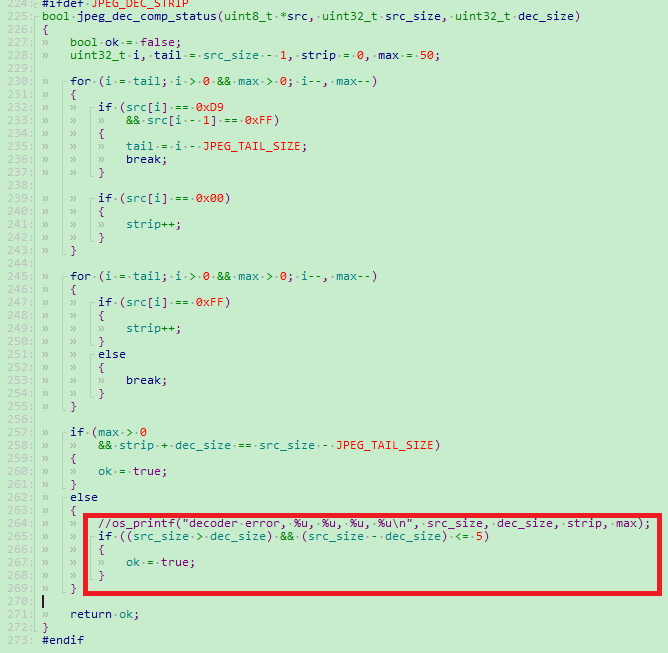 224: #ifdef JPEG_DEC_STRIP
225: bool jpeg_dec_comp_status(uint8_t *src, uint32_t src_size, uint32_t dec_size)
226: {
227: » bool ok = false;
228: » uint32_t i, tail = src_size - 1, strip = 0, max = 50;
229:
230: » for (i = tail; i > 0 && max > 0; i--, max--)
231: » {
232: » » if (src[i] == 0xD9
233: » » » && src[i - 1] == 0xFF)
234: » » {
235: » » » tail = i - JPEG_TAIL_SIZE;
236: » » » break;
237: » » }
238:
239: » » if (src[i] == 0x00)
240: » » {
241: » » » strip++;
242: » » }
243: » }
244:
245: » for (i = tail; i > 0 && max > 0; i--, max--)
246: » {
247: » » if (src[i] == 0xFF)
248: » » {
249: » » » strip++;
250: » » }
251: » » else
252: » » {
253: » » » break;
254: » » }
255: » }
256:
257: » if (max > 0
258: » » && strip + dec_size == src_size - JPEG_TAIL_SIZE)
259: » {
260: » » ok = true;
261: » }
262: » else
263: » {
264: » » //os_printf("decoder error, %u, %u, %u, %u\n", src_size, dec_size, strip, max);
265: » » if ((src_size > dec_size) && (src_size - dec_size) <= 5)
266: » » {
267: » » » ok = true;
268: » » }
269: » }
270:
271: » return ok;
272: }
273: #endif